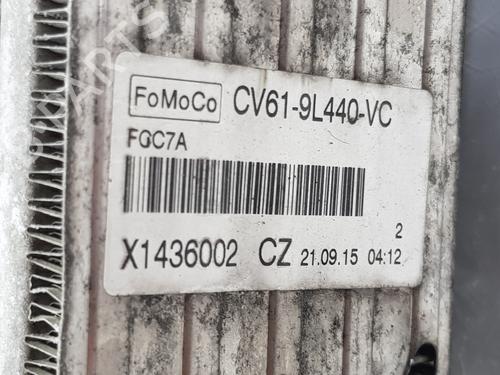 FoMoCo CV61-9L440-VC
FGC7A
2
X1436002 CZ 21.09.15 04:12